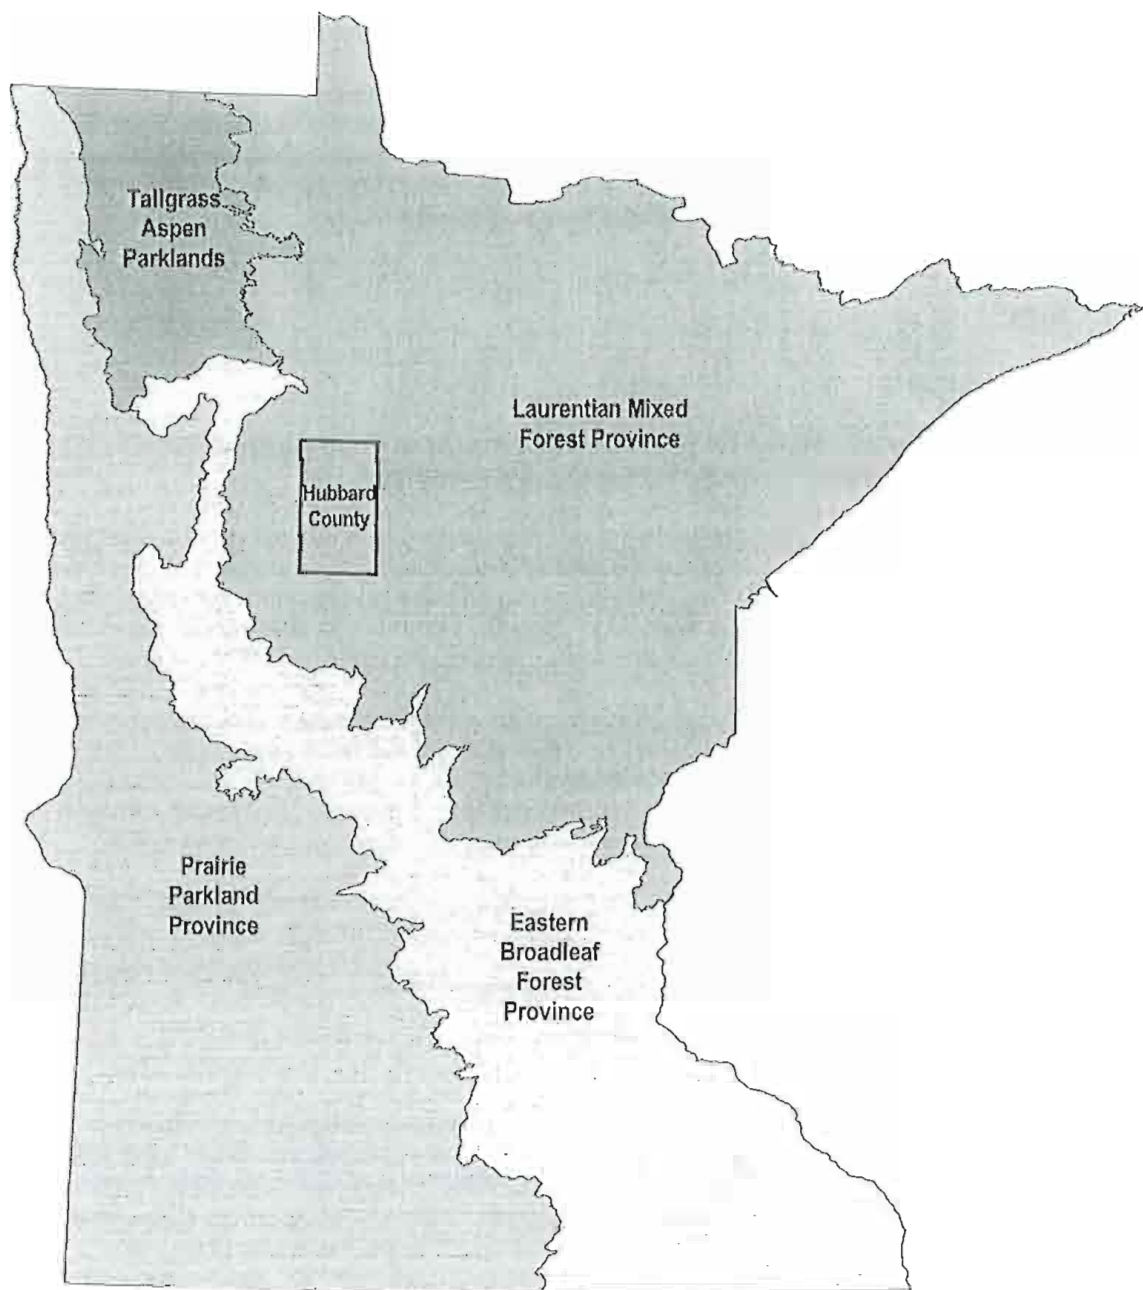 Tallgrass
Aspen
Parklands
Laurentian Mixed
Forest Province
Hubbard
County
Prairie
Parkland
Province
Eastern
Broadleaf
Forest
Province